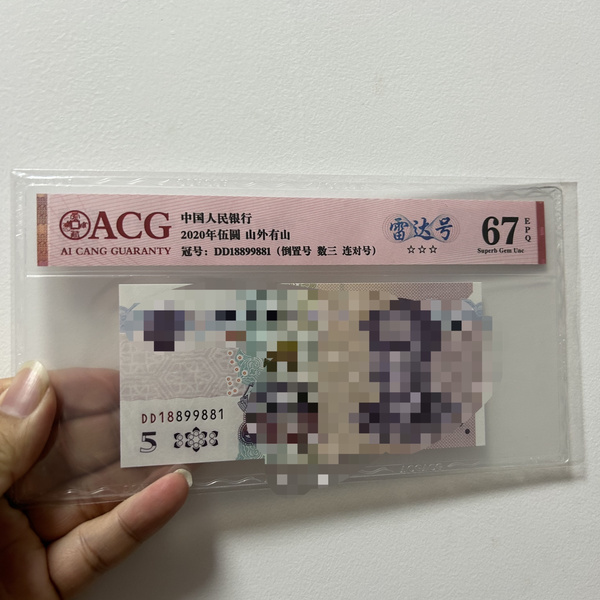 ACG
AI CANG GUARANTY
中国人民银行
2020年伍圆 山外有山
冠号：DD18899881（倒置号 数三 连对号）
雷达号
☆☆☆
67
EPQ
Superb Gem Unc
DD18899881
5